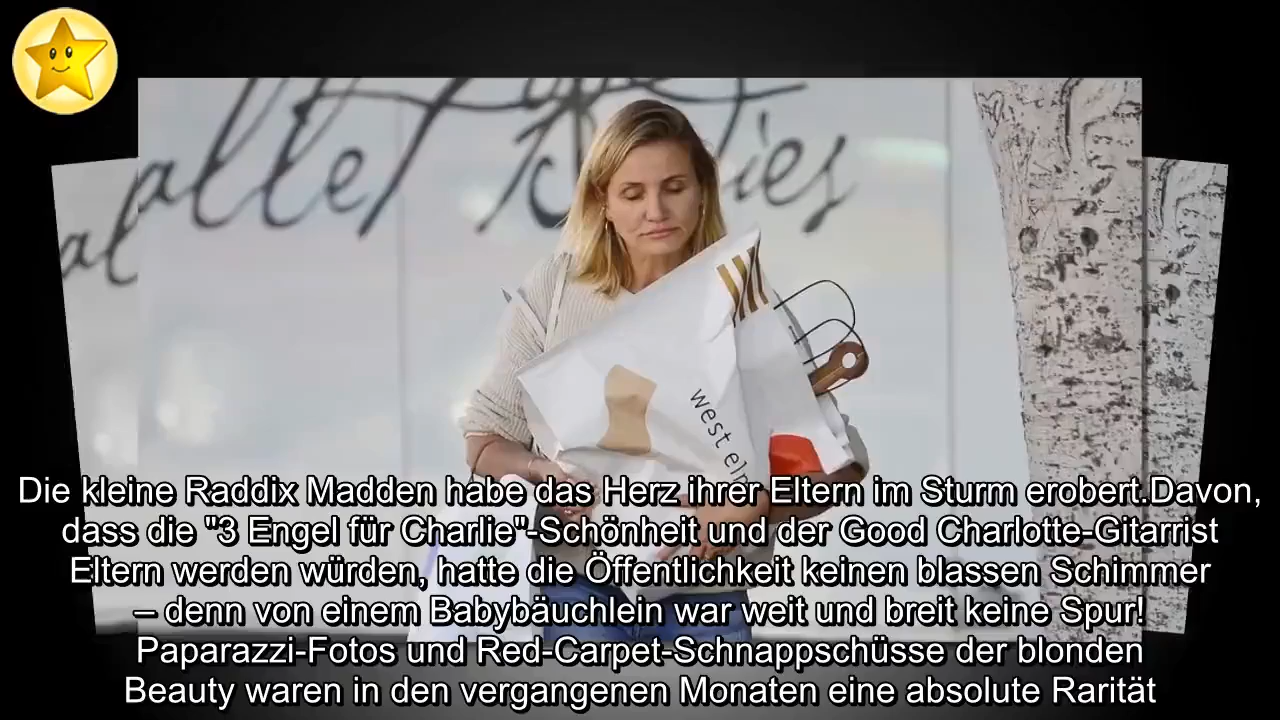 alle
ies
al
west el
Die kleine Raddix Madden habe das Herz ihrer Eltern im Sturm erobert.Davon,
dass die "3 Engel für Charlie"-Schönheit und der Good Charlotte-Gitarrist
Eltern werden würden, hatte die Öffentlichkeit keinen blassen Schimmer
– denn von einem Babybäuchlein war weit und breit keine Spur!
Paparazzi-Fotos und Red-Carpet-Schnappschüsse der blonden
Beauty waren in den vergangenen Monaten eine absolute Rarität